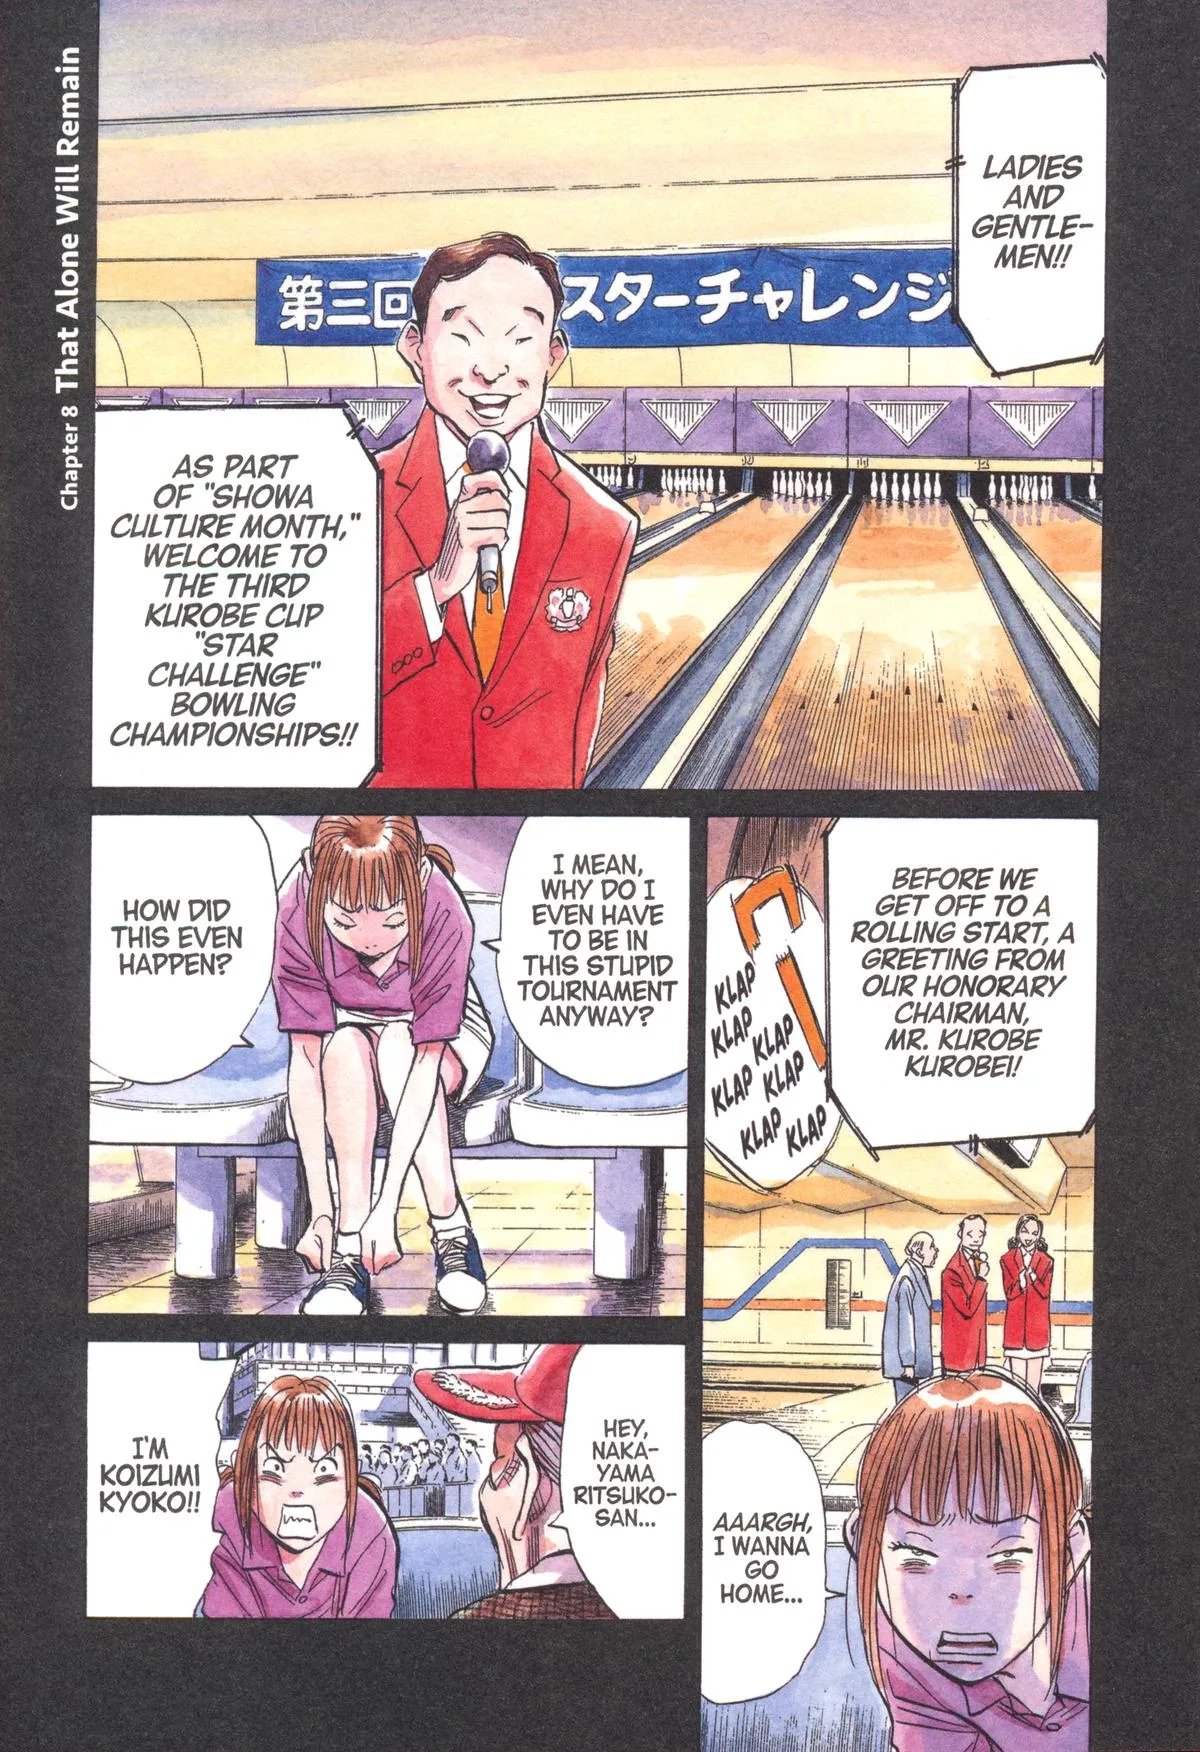 Chapter 8 That Alone Will Remain
LADIES
AND
GENTLE-
MEN!!
第三回
スターチャレンジ
AS PART
OF "SHOWA
CULTURE MONTH,"
WELCOME TO
THE THIRD
KUROBE CUP
"STAR
CHALLENGE"
BOWLING
CHAMPIONSHIPS!!
BEFORE WE
GET OFF TO A
ROLLING START, A
GREETING FROM
OUR HONORARY
CHAIRMAN,
MR. KUROBE
KUROBEI!
KLAP
KLAP
KLAP
KLAP
KLAP
KLAP
KLAP
I MEAN,
WHY DO I
EVEN HAVE
TO BE IN
THIS STUPID
TOURNAMENT
ANYWAY?
HOW DID
THIS EVEN
HAPPEN?
AAARGH,
I WANNA
GO
HOME...
HEY,
NAKA-
YAMA
RITSUKO-
SAN...
I'M
KOIZUMI
KYOKO!!